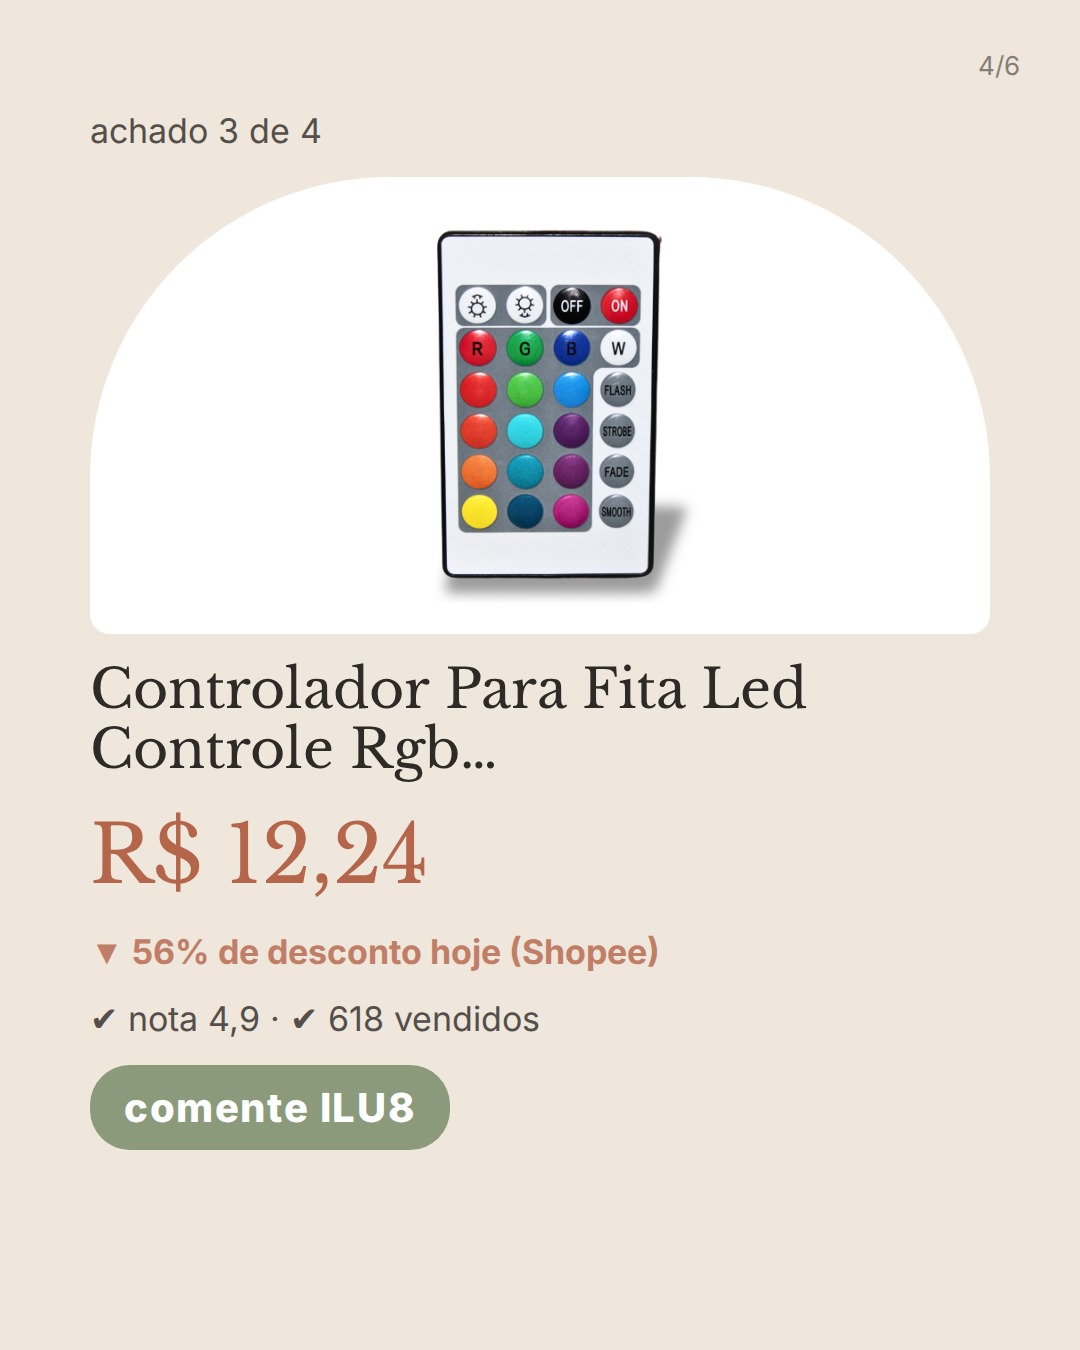 4/6
achado 3 de 4
OFF ON
R G B W
FLASH
STROBE
FADE
SMOOTH
Controlador Para Fita Led
Controle Rgb...
R$ 12,24
▼ 56% de desconto hoje (Shopee)
✔ nota 4,9 · ✔ 618 vendidos
comente ILU8